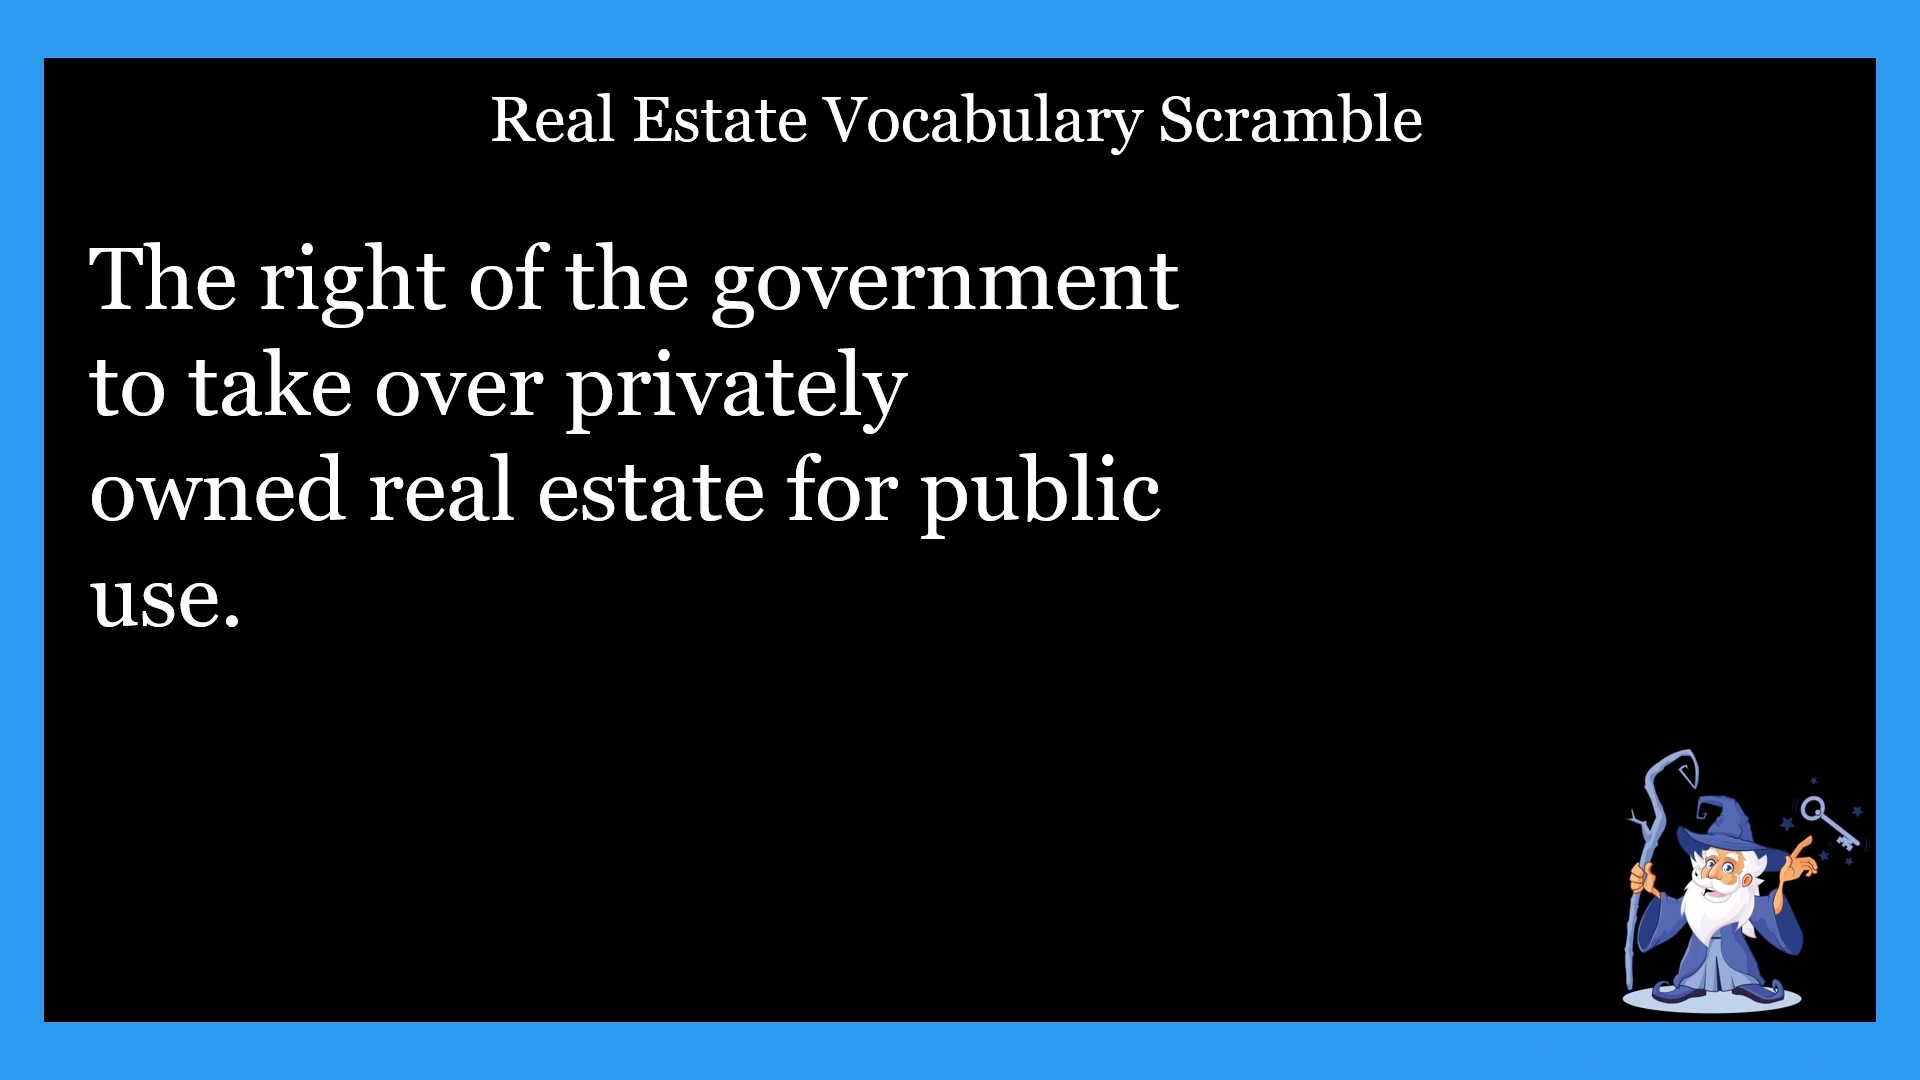 Real Estate Vocabulary Scramble
The right of the government
to take over privately
owned real estate for public
use.